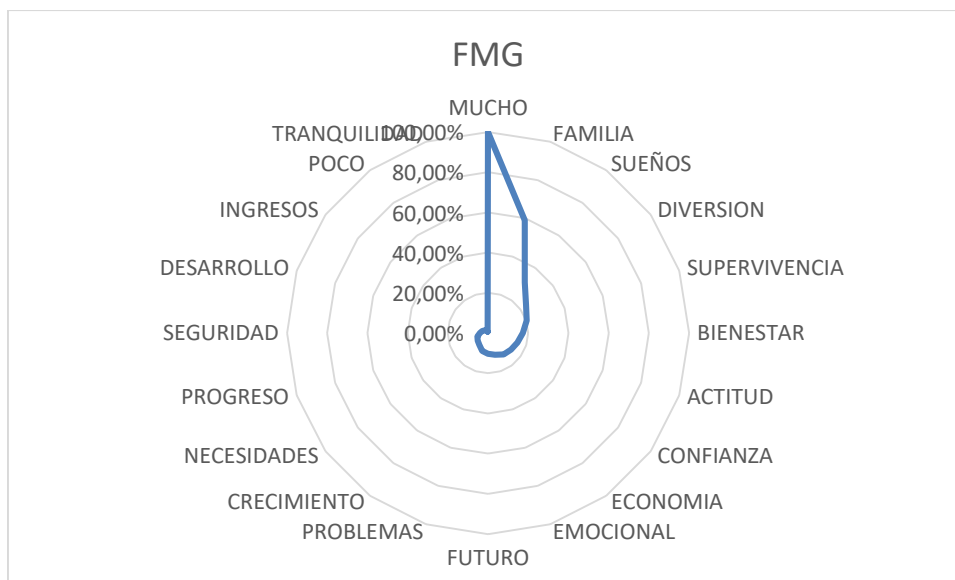 FMG
MUCHO
FAMILIA
SUEÑOS
DIVERSION
SUPERVIVENCIA
BIENESTAR
ACTITUD
CONFIANZA
ECONOMIA
EMOCIONAL
FUTURO
PROBLEMAS
CRECIMIENTO
NECESIDADES
PROGRESO
SEGURIDAD
DESARROLLO
INGRESOS
POCO
TRANQUILIDAD
100,00%
80,00%
60,00%
40,00%
20,00%
0,00%